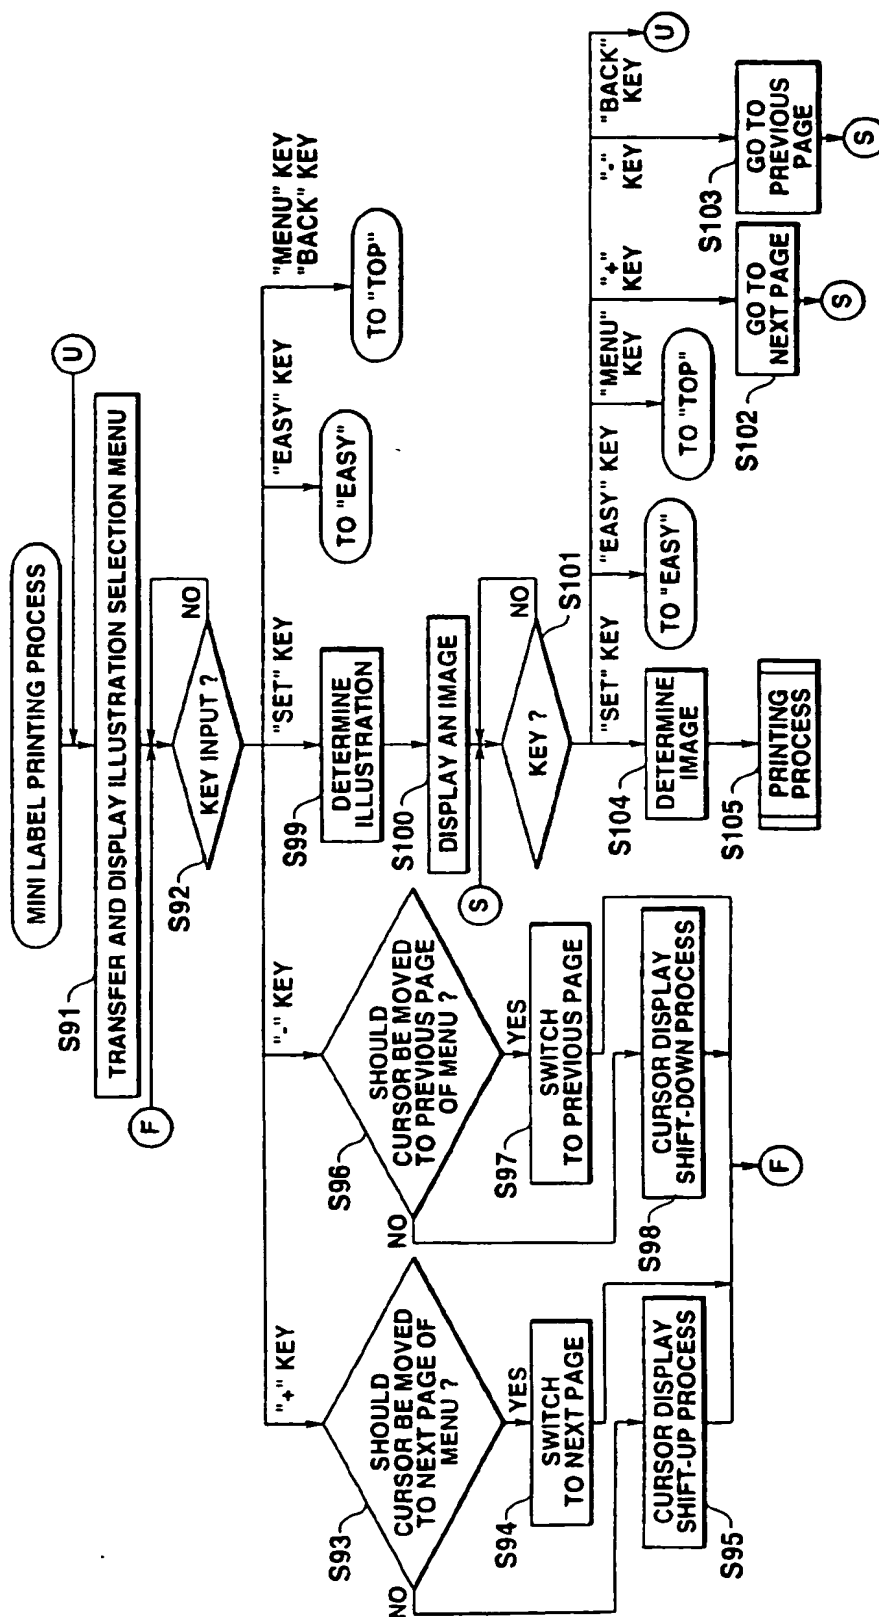 MINI LABEL PRINTING PROCESS
U
S91
TRANSFER AND DISPLAY ILLUSTRATION SELECTION MENU
F
S92
KEY INPUT ?
NO
"+" KEY
"-" KEY
"SET" KEY
"EASY" KEY
"MENU" KEY
"BACK" KEY
S93
SHOULD
CURSOR BE MOVED
TO NEXT PAGE OF
MENU ?
NO
YES
S94
SWITCH
TO NEXT PAGE
S95
CURSOR DISPLAY
SHIFT-UP PROCESS
S96
SHOULD
CURSOR BE MOVED
TO PREVIOUS PAGE
OF MENU ?
NO
YES
S97
SWITCH
TO PREVIOUS PAGE
S98
CURSOR DISPLAY
SHIFT-DOWN PROCESS
F
S99
DETERMINE
ILLUSTRATION
TO "EASY"
TO "TOP"
S100
DISPLAY AN IMAGE
S
KEY ?
NO
S101
"SET" KEY
"EASY" KEY
"MENU"
KEY
"+"
KEY
"-"
KEY
"BACK"
KEY
S104
DETERMINE
IMAGE
TO "EASY"
TO "TOP"
S102
GO TO
NEXT PAGE
S
S103
GO TO
PREVIOUS
PAGE
S
U
S105
PRINTING
PROCESS